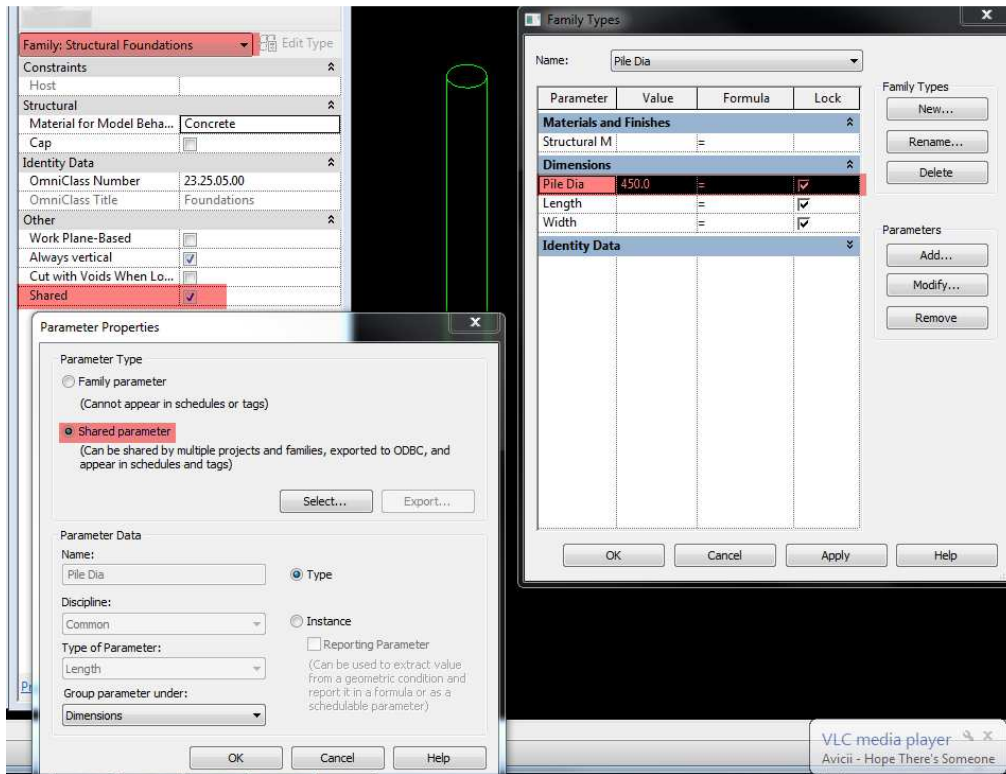 Family: Structural Foundations
Edit Type
Constraints
Host
Structural
Material for Model Beha... Concrete
Cap
Identity Data
OmniClass Number 23.25.05.00
OmniClass Title Foundations
Other
Work Plane-Based
Always vertical
Cut with Voids When Lo...
Shared
Parameter Properties
Parameter Type
Family parameter
(Cannot appear in schedules or tags)
Shared parameter
(Can be shared by multiple projects and families, exported to ODBC, and
appear in schedules and tags)
Select... Export...
Parameter Data
Name:
Pile Dia
Type
Discipline:
Common
Instance
Reporting Parameter
(Can be used to extract value
from a geometric condition and
report it in a formula or as a
schedulable parameter)
Type of Parameter:
Length
Group parameter under:
Dimensions
OK Cancel Help
Family Types
Name: Pile Dia
Parameter Value Formula Lock
Materials and Finishes
Structural M =
Dimensions
Pile Dia 450.0 =
Length =
Width =
Identity Data
Family Types
New...
Rename...
Delete
Parameters
Add...
Modify...
Remove
OK Cancel Apply Help
VLC media player
Avicii - Hope There's Someone